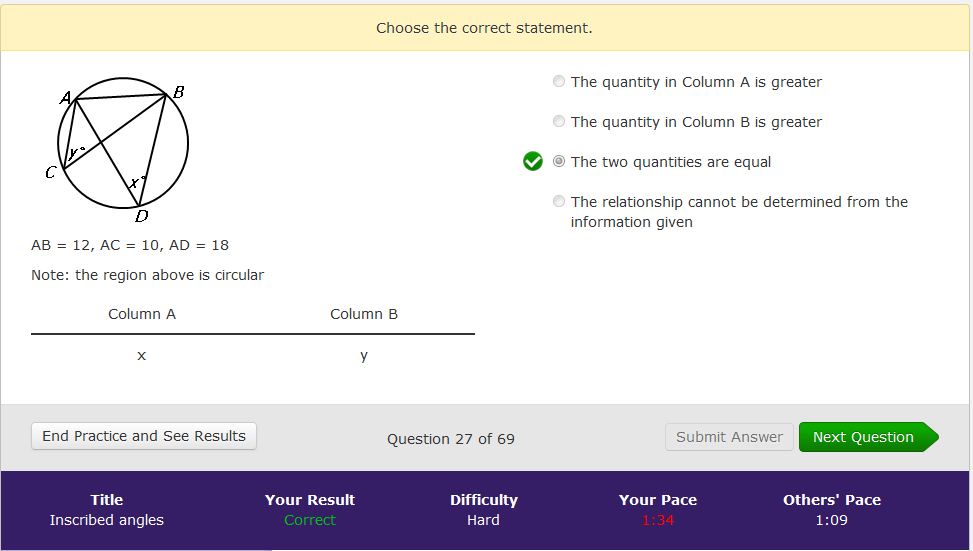 Choose the correct statement.
A
B
y°
C
x°
D
AB = 12, AC = 10, AD = 18
Note: the region above is circular
Column A Column B
x y
The quantity in Column A is greater
The quantity in Column B is greater
The two quantities are equal
The relationship cannot be determined from the
information given
End Practice and See Results
Question 27 of 69
Submit Answer
Next Question
Title Your Result Difficulty Your Pace Others' Pace
Inscribed angles Correct Hard 1:34 1:09